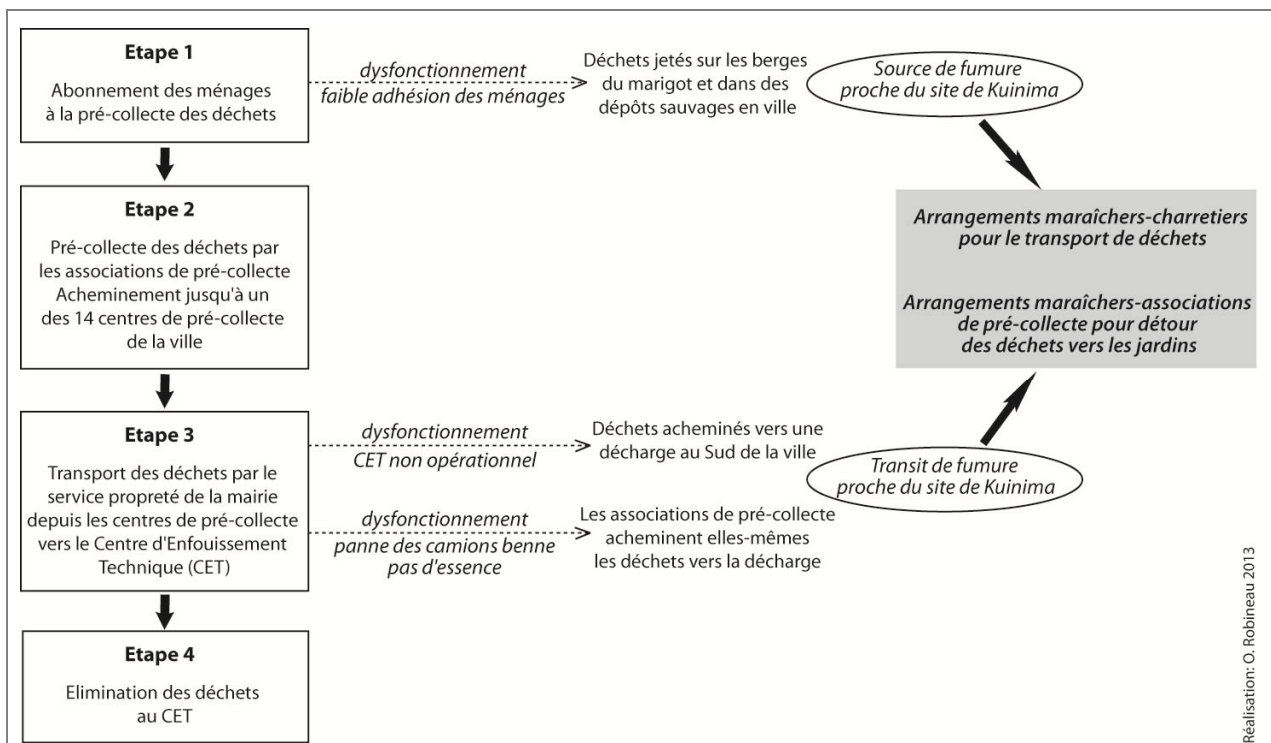 Etape 1
Abonnement des ménages
à la pré-collecte des déchets
dysfonctionnement
faible adhésion des ménages
Déchets jetés sur les berges
du marigot et dans des
dépôts sauvages en ville
Source de fumure
proche du site de Kuinima
Etape 2
Pré-collecte des déchets par
les associations de pré-collecte
Acheminement jusqu'à un
des 14 centres de pré-collecte
de la ville
Arrangements maraîchers-charretiers
pour le transport de déchets
Arrangements maraîchers-associations
de pré-collecte pour détour
des déchets vers les jardins
Etape 3
Transport des déchets par le
service propreté de la mairie
depuis les centres de pré-collecte
vers le Centre d'Enfouissement
Technique (CET)
dysfonctionnement
CET non opérationnel
Déchets acheminés vers une
décharge au Sud de la ville
dysfonctionnement
panne des camions benne
pas d'essence
Les associations de pré-collecte
acheminent elles-mêmes
les déchets vers la décharge
Transit de fumure
proche du site de Kuinima
Etape 4
Elimination des déchets
au CET
Réalisation: O. Robineau 2013